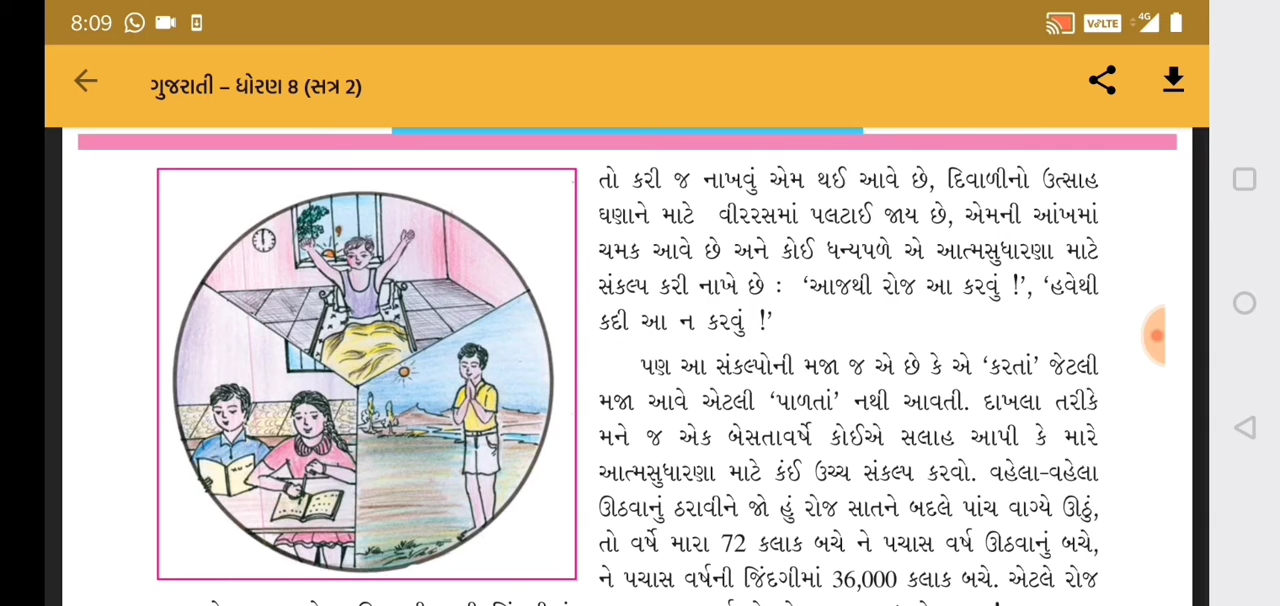 8:09
VoLTE
4G
ગુજરાતી – ધોરણ 8 (સત્ર 2)
તો કરી જ નાખવું એમ થઈ આવે છે, દિવાળીનો ઉત્સાહ
ઘણાને માટે વીરરસમાં પલટાઈ જાય છે, એમની આંખમાં
ચમક આવે છે અને કોઈ ધન્યપળે એ આત્મસુધારણા માટે
સંકલ્પ કરી નાખે છે : ‘આજથી રોજ આ કરવું !’, ‘હવેથી
કદી આ ન કરવું !’
પણ આ સંકલ્પોની મજા જ એ છે કે એ ‘કરતાં’ જેટલી
મજા આવે એટલી ‘પાળતાં’ નથી આવતી. દાખલા તરીકે
મને જ એક બેસતાવર્ષે કોઈએ સલાહ આપી કે મારે
આત્મસુધારણા માટે કંઈ ઉચ્ચ સંકલ્પ કરવો. વહેલા-વહેલા
ઊઠવાનું ઠરાવીને જો હું રોજ સાતને બદલે પાંચ વાગ્યે ઊઠું,
તો વર્ષે મારા 72 કલાક બચે ને પચાસ વર્ષ ઊઠવાનું બચે,
ને પચાસ વર્ષની જિંદગીમાં 36,000 કલાક બચે. એટલે રોજ